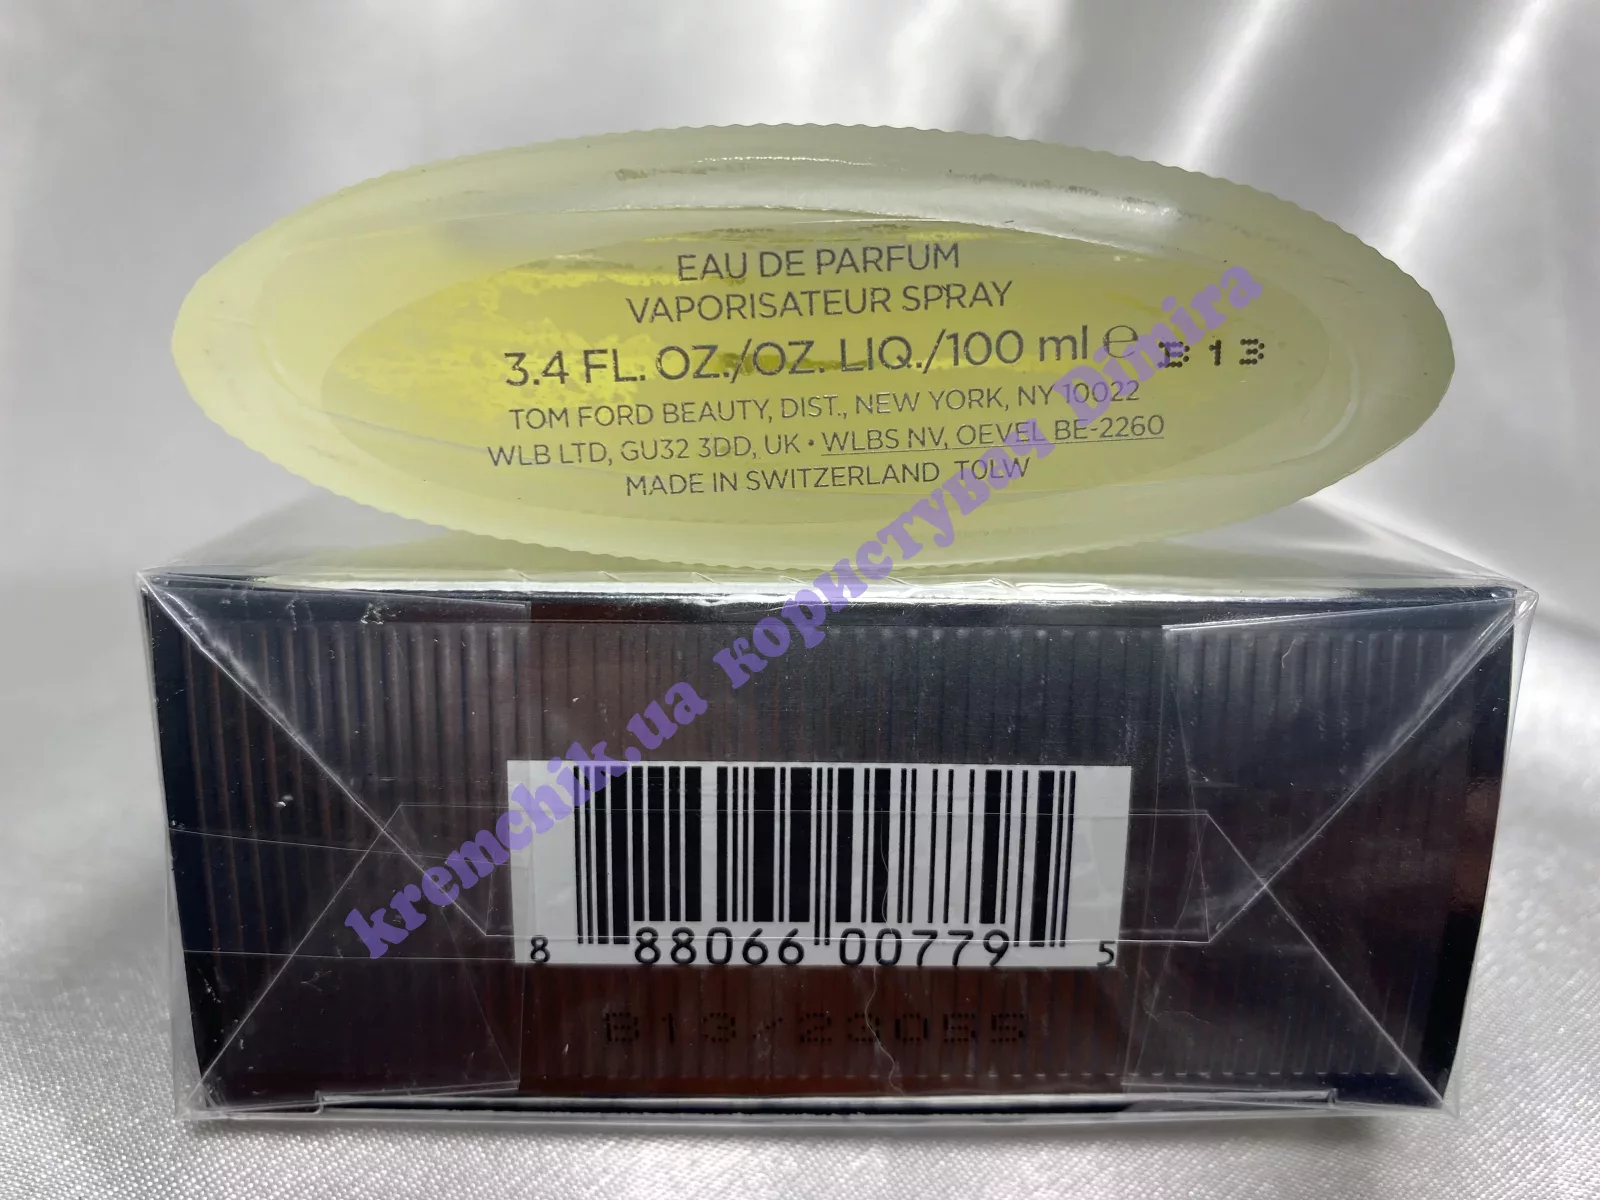 EAU DE PARFUM
VAPORISATEUR SPRAY
3.4 FL. OZ./OZ. LIQ./100 ml ℮ B13
TOM FORD BEAUTY, DIST., NEW YORK, NY 10022
WLB LTD, GU32 3DD, UK • WLBS NV, OEVEL BE-2260
MADE IN SWITZERLAND T0LW
kremchik.ua користувач Dimira
8 88066 00779 5
B13/23055